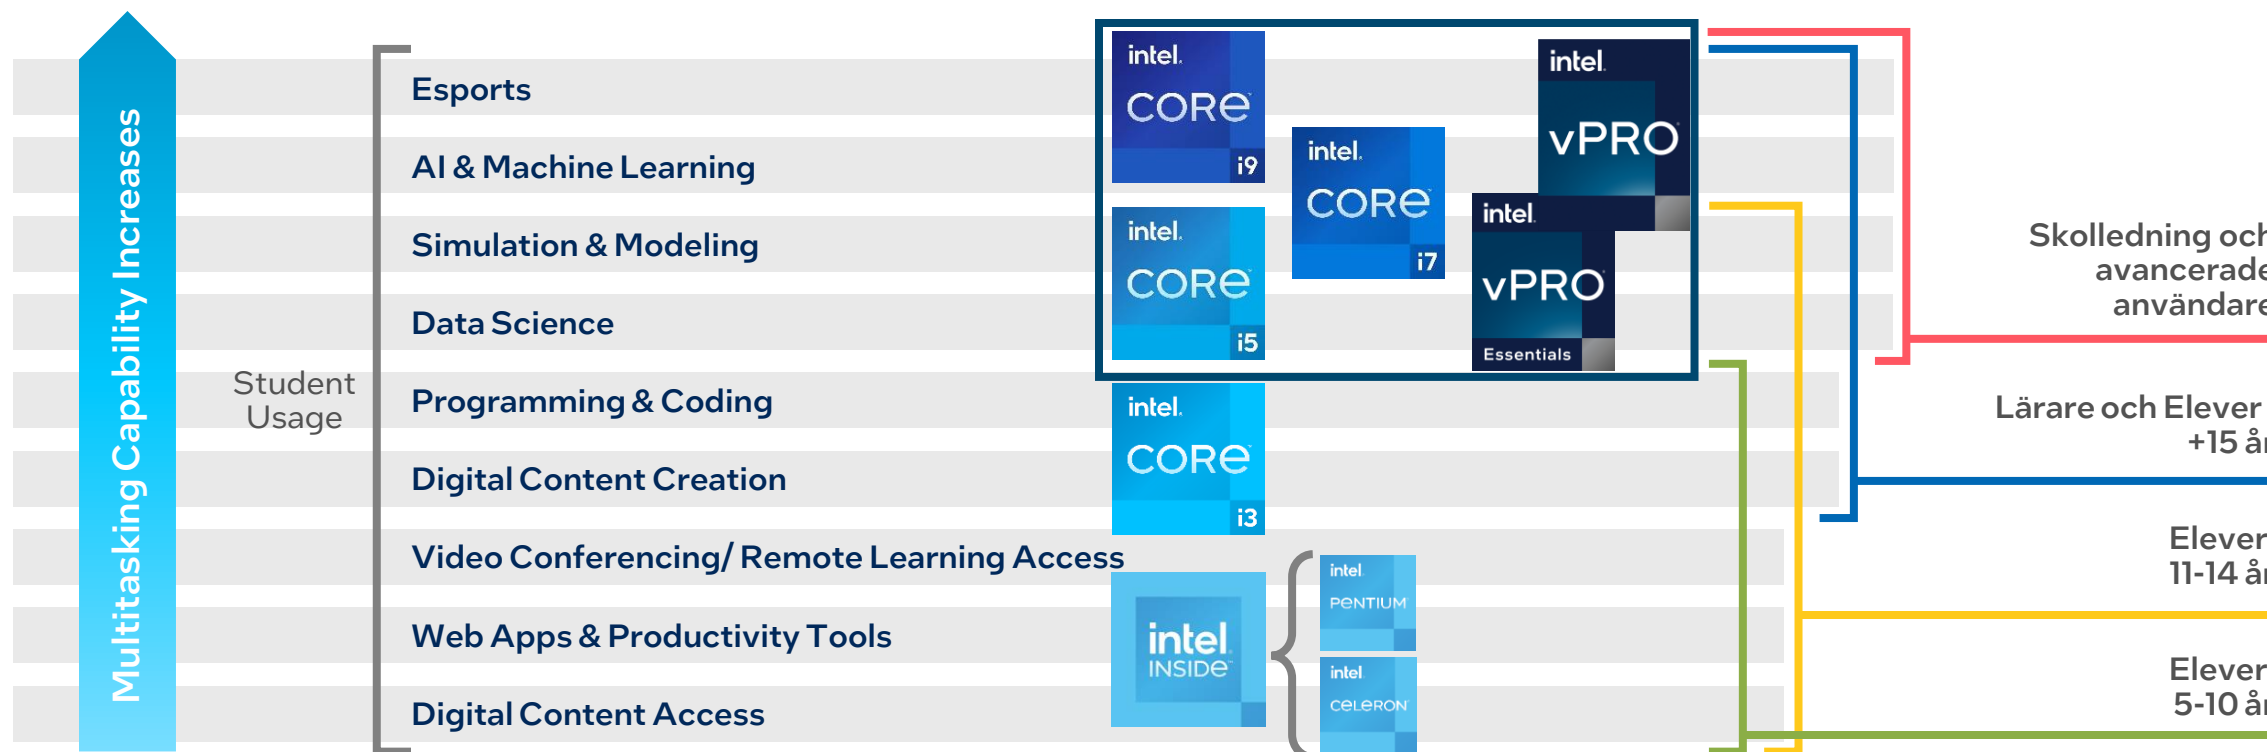 Multitasking Capability Increases
Student
Usage
Esports
AI & Machine Learning
Simulation & Modeling
Data Science
Programming & Coding
Digital Content Creation
Video Conferencing/ Remote Learning Access
Web Apps & Productivity Tools
Digital Content Access
intel.
CORE
i9
intel.
CORE
i7
intel.
vPRO
intel.
CORE
i5
intel.
vPRO
Essentials
intel.
CORE
i3
intel.
INSIDE
intel.
PENTIUM
intel.
CELERON
Skolledning och
avancerade
användare
Lärare och Elever
+15 år
Elever
11-14 år
Elever
5-10 år